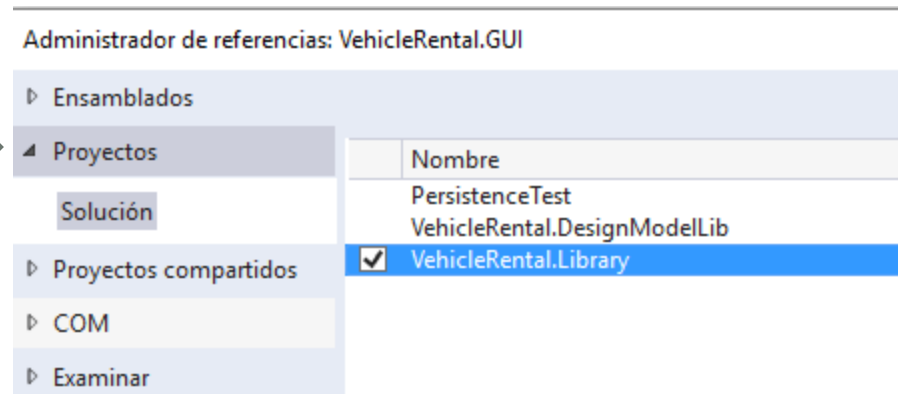 Administrador de referencias: VehicleRental.GUI
Ensamblados
Proyectos
Solución
Proyectos compartidos
COM
Examinar
Nombre
PersistenceTest
VehicleRental.DesignModelLib
VehicleRental.Library